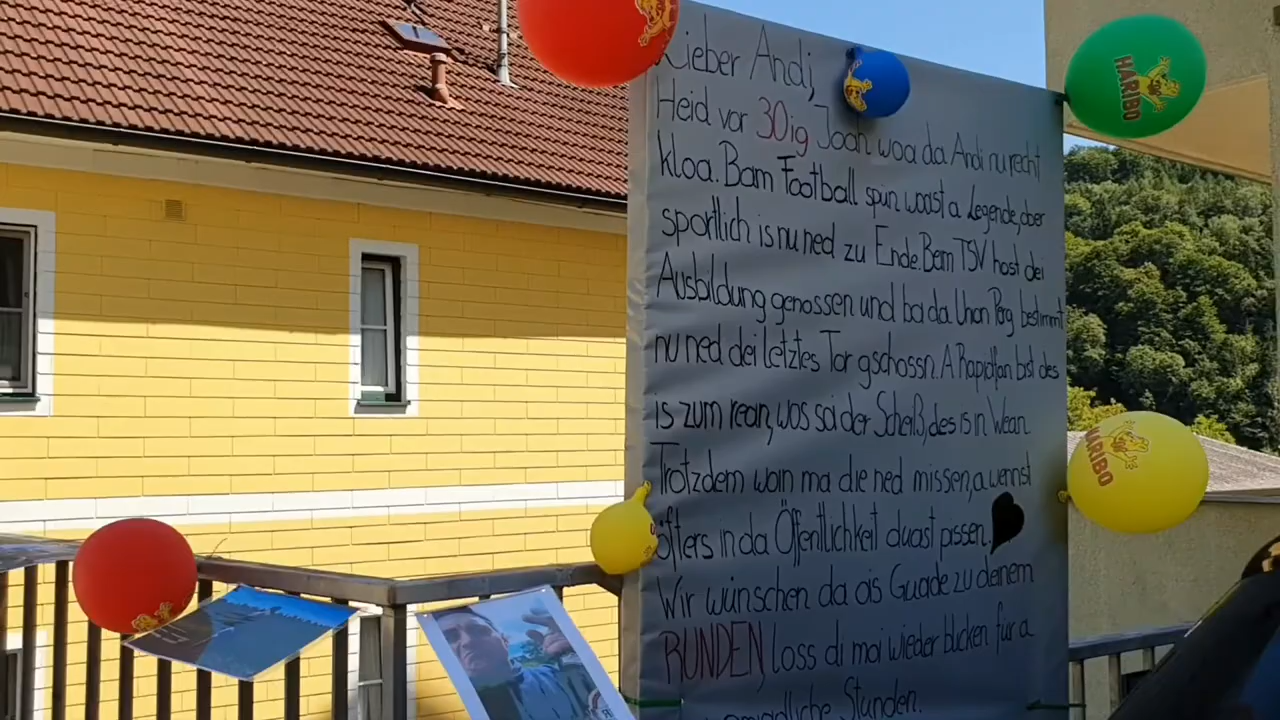 Lieber Andi,
Heid vor 30ig Joah woa da Andi nu recht
kloa. Bam Football spün woast a Legende, ober
sportlich is nu ned zu Ende. Bam TSV host dei
Ausbildung genossen und bai da Union Perg bestimmt
nu ned dei letztes Tor gschossn. A Rapidfan bist des
is zum rean, wos soi der Scheiß, des is in Wean.
Trotzdem woin ma die ned missen, a wennst
öfters in da Öffentlichkeit duast pissen.
Wir wünschen da ois Guade zu deinem
RUNDEN, loss di moi wieder blicken für a
Stunden.
HARIBO
HARIBO